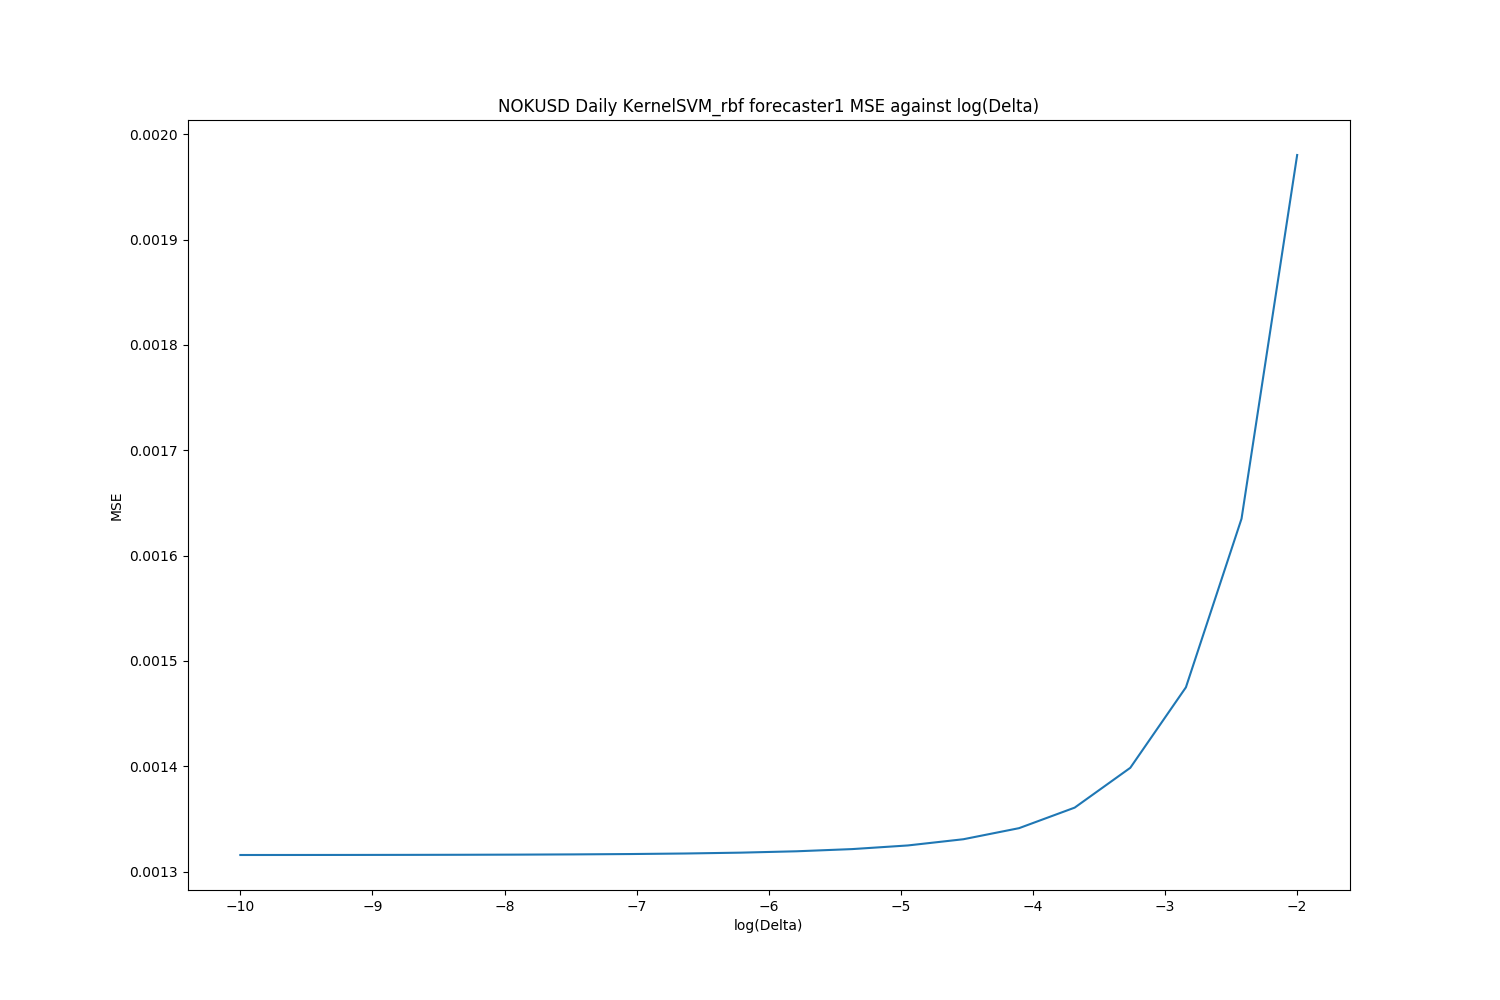 NOKUSD Daily KernelSVM_rbf forecaster1 MSE against log(Delta)
0.0020
0.0019
0.0018
0.0017
0.0016
0.0015
0.0014
0.0013
MSE
−10 −9 −8 −7 −6 −5 −4 −3 −2
log(Delta)